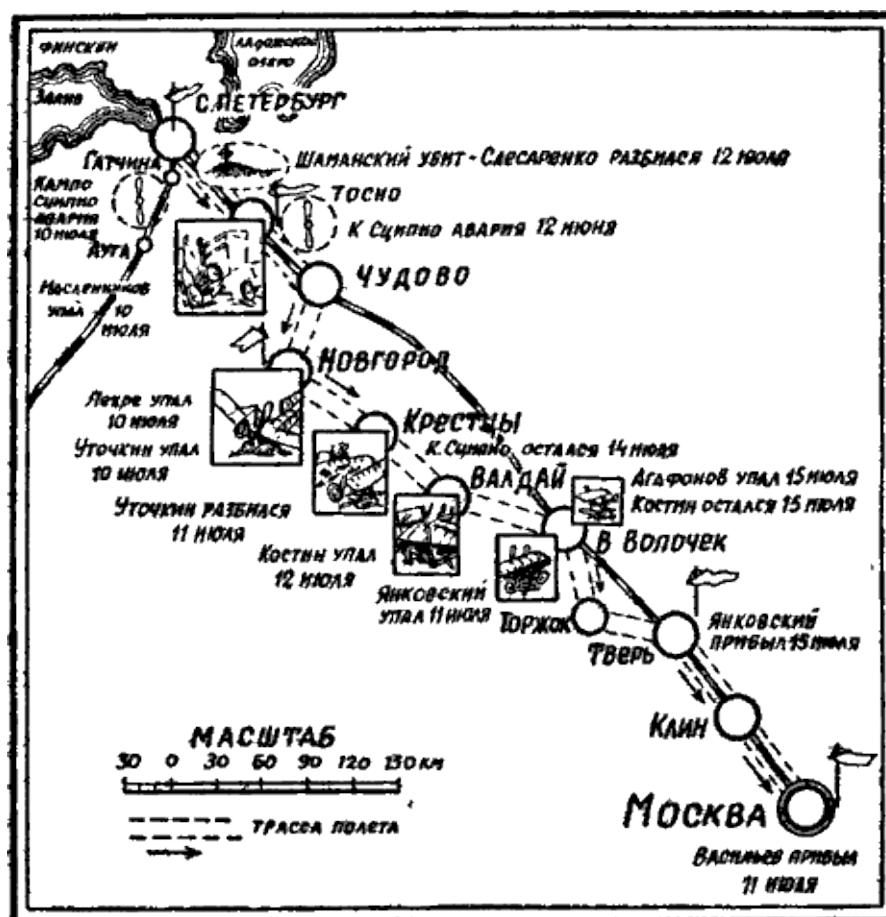 ФИНСКИЙ
ЗАЛИВ
ЛАДОЖСКОЕ
ОЗЕРО
С.ПЕТЕРБУРГ
ГАТЧИНА
ШАМАНСКИЙ УБИТ - СЛЕСАРЕНКО РАЗБИЛСЯ 12 ИЮЛЯ
КАМПО
СЦИПИО
АВАРИЯ
10 ИЮЛЯ
ТОСНО
К СЦИПИО АВАРИЯ 12 ИЮНЯ
ЛУГА
ЧУДОВО
МАСЛЕННИКОВ
УПАЛ 10
ИЮЛЯ
НОВГОРОД
ЛЕКРЕ УПАЛ
10 ИЮЛЯ
КРЕСТЦЫ
УТОЧКИН УПАЛ
10 ИЮЛЯ
К. СЦИПИО ОСТАЛСЯ 14 ИЮЛЯ
ВАЛДАЙ
АГАФОНОВ УПАЛ 15 ИЮЛЯ
КОСТИН ОСТАЛСЯ 15 ИЮЛЯ
УТОЧКИН РАЗБИЛСЯ
11 ИЮЛЯ
В ВОЛОЧЕК
КОСТИН УПАЛ
12 ИЮЛЯ
ЯНКОВСКИЙ
УПАЛ 11 ИЮЛЯ
ТОРЖОК
ТВЕРЬ
ЯНКОВСКИЙ
ПРИБЫЛ 15 ИЮЛЯ
КЛИН
МАСШТАБ
30 0 30 60 90 120 150 КМ
ТРАССА ПОЛЕТА
МОСКВА
ВАСИЛЬЕВ ПРИБЫЛ
11 ИЮЛЯ